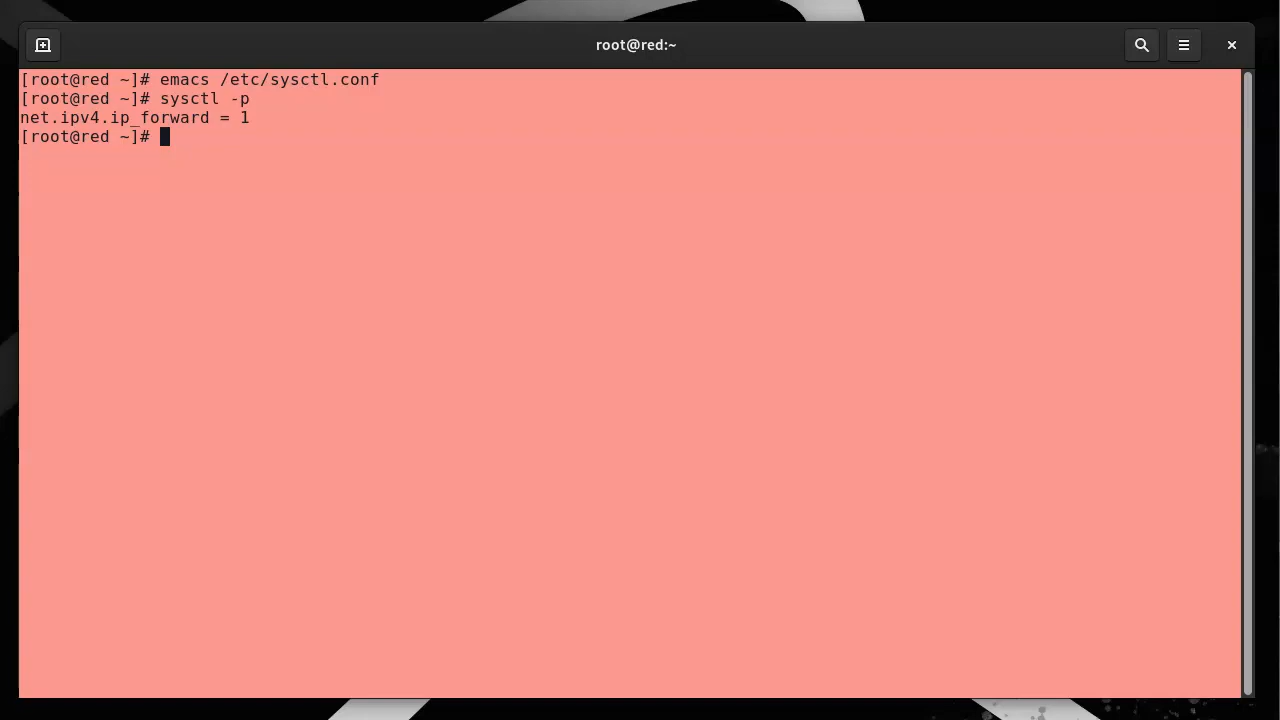 root@red:~
[root@red ~]# emacs /etc/sysctl.conf
[root@red ~]# sysctl -p
net.ipv4.ip_forward = 1
[root@red ~]#